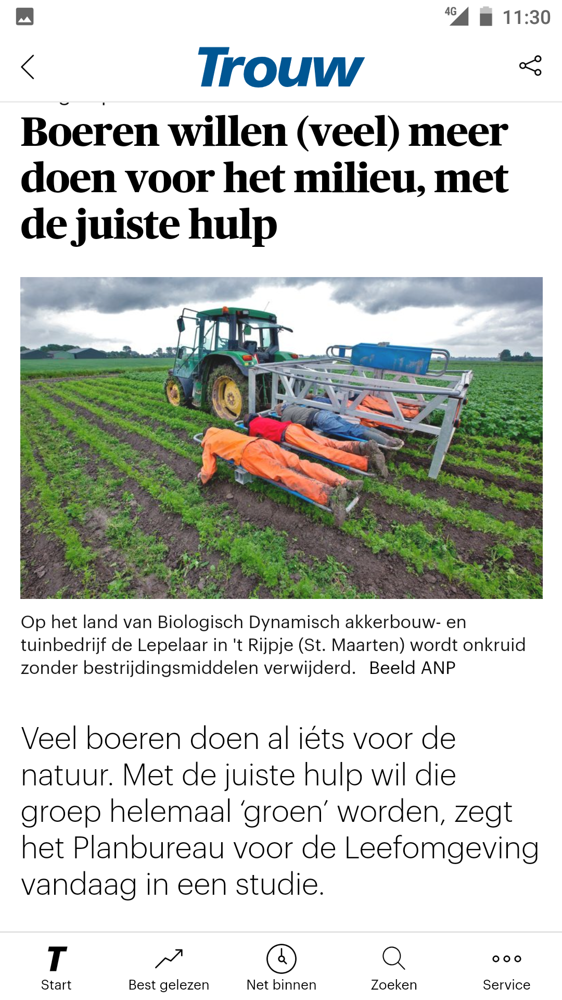 4G 11:30
Trouw
Boeren willen (veel) meer
doen voor het milieu, met
de juiste hulp
Op het land van Biologisch Dynamisch akkerbouw- en
tuinbedrijf de Lepelaar in 't Rijpje (St. Maarten) wordt onkruid
zonder bestrijdingsmiddelen verwijderd. Beeld ANP
Veel boeren doen al iéts voor de
natuur. Met de juiste hulp wil die
groep helemaal ‘groen’ worden, zegt
het Planbureau voor de Leefomgeving
vandaag in een studie.
T
Start Best gelezen Net binnen Zoeken Service